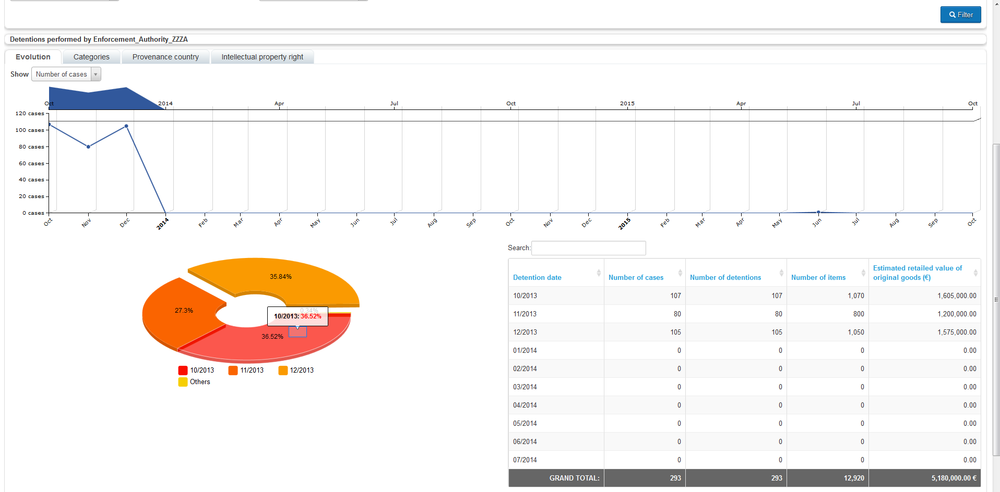 Filter
Detentions performed by Enforcement_Authority_ZZZA
Evolution Categories Provenance country Intellectual property right
Show Number of cases
Oct 2014 Apr Jul Oct 2015 Apr Jul Oct
120 cases
100 cases
80 cases
60 cases
40 cases
20 cases
0 cases
Oct Nov Dec 2014 Feb Mar Apr May Jun Jul Aug Sep Oct Nov Dec 2015 Feb Mar Apr May Jun Jul Aug Sep Oct
35.84%
27.3%
0.34%
10/2013: 36.52%
36.52%
10/2013 11/2013 12/2013
Others
Search:
Detention date Number of cases Number of detentions Number of items Estimated retailed value of
original goods (€)
10/2013 107 107 1,070 1,605,000.00
11/2013 80 80 800 1,200,000.00
12/2013 105 105 1,050 1,575,000.00
01/2014 0 0 0 0.00
02/2014 0 0 0 0.00
03/2014 0 0 0 0.00
04/2014 0 0 0 0.00
05/2014 0 0 0 0.00
06/2014 0 0 0 0.00
07/2014 0 0 0 0.00
GRAND TOTAL: 293 293 12,920 5,180,000.00 €